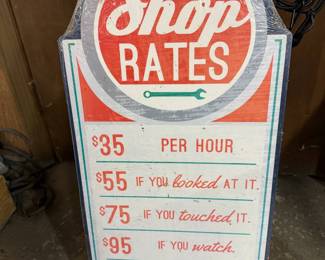 Shop
RATES
$35 PER HOUR
$55 IF YOU looked AT IT.
$75 IF YOU touched IT.
$95 IF YOU watch.